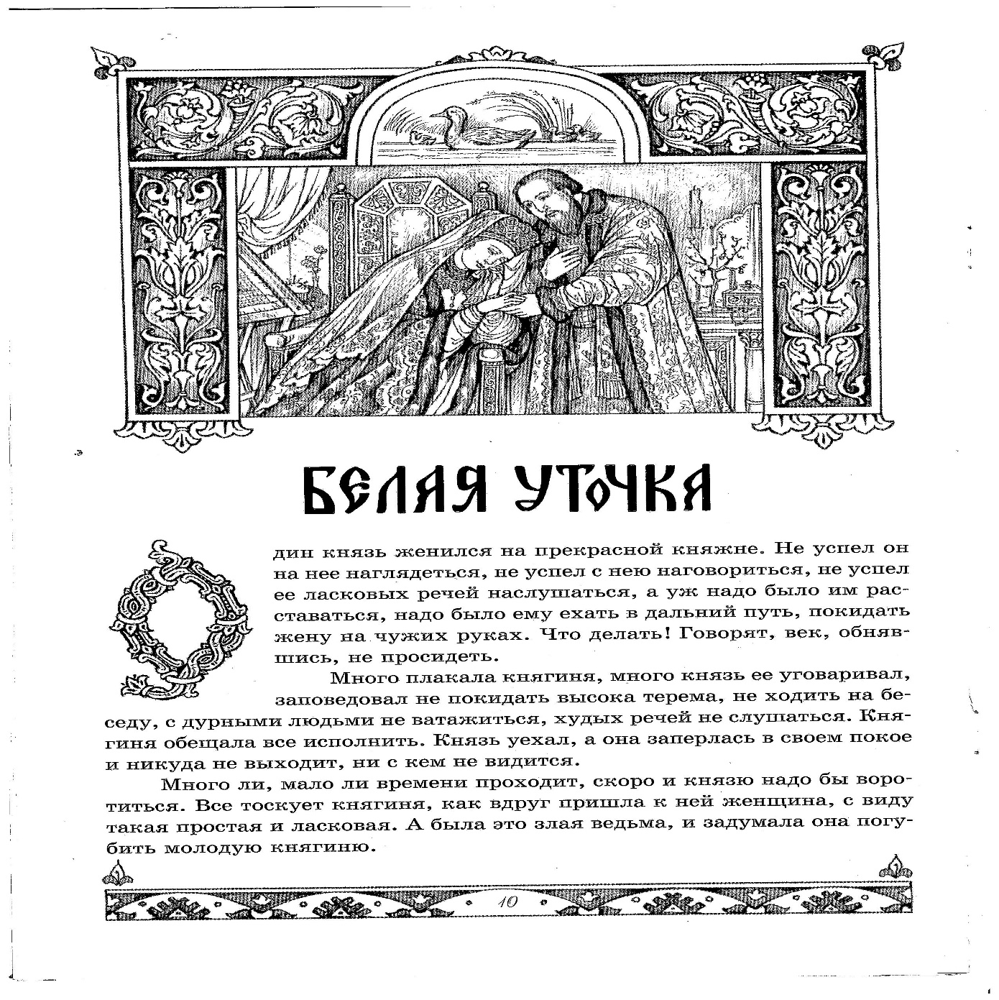 БЕЛАЯ УТОЧКА
Один князь женился на прекрасной княжне. Не успел он
на нее наглядеться, не успел с нею наговориться, не успел
ее ласковых речей наслушаться, а уж надо было им рас-
ставаться, надо было ему ехать в дальний путь, покидать
жену на чужих руках. Что делать! Говорят, век, обняв-
шись, не просидеть.
Много плакала княгиня, много князь ее уговаривал,
заповедовал не покидать высока терема, не ходить на бе-
седу, с дурными людьми не ватажиться, худых речей не слушаться. Кня-
гиня обещала все исполнить. Князь уехал, а она заперлась в своем покое
и никуда не выходит, ни с кем не видится.
Много ли, мало ли времени проходит, скоро и князю надо бы воро-
титься. Все тоскует княгиня, как вдруг пришла к ней женщина, с виду
такая простая и ласковая. А была это злая ведьма, и задумала она погу-
бить молодую княгиню.
10